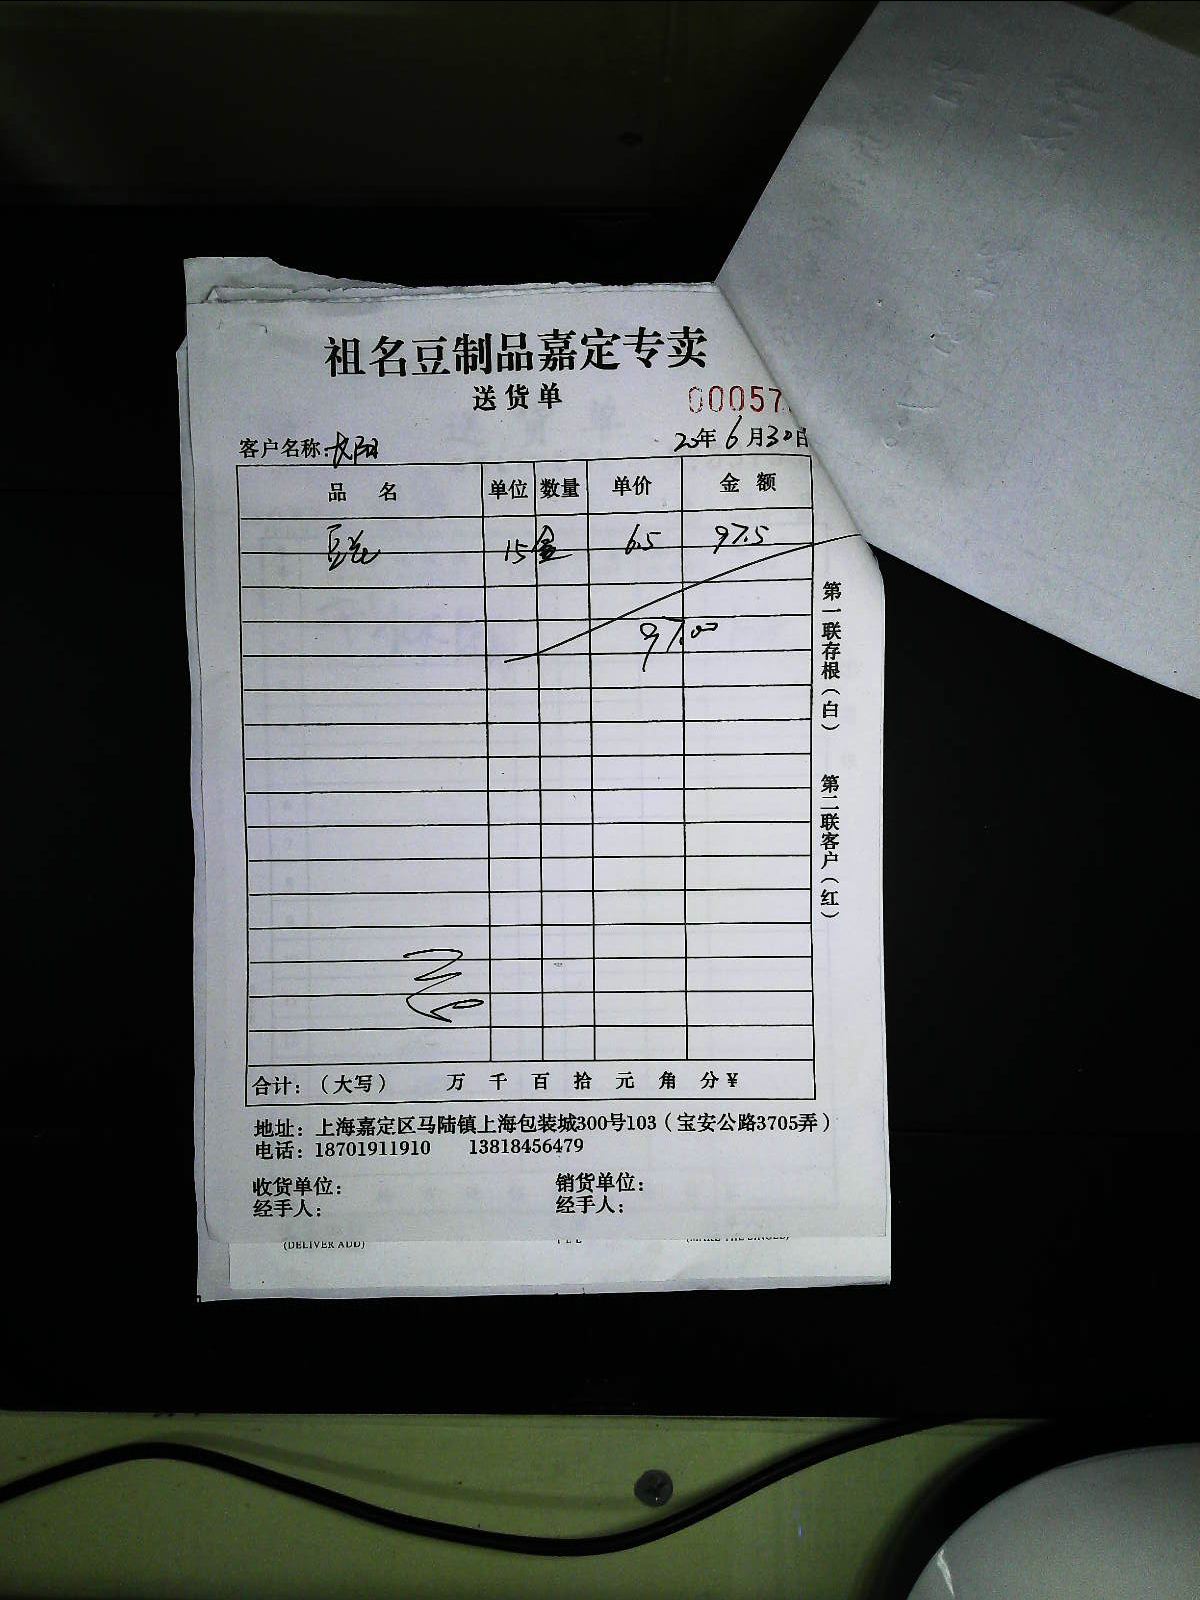 祖名豆制品嘉定专卖
送货单
00057
客户名称:
20年6月30日
品名 单位 数量 单价 金额
15盒 6.5 97.5
97.00
第一联存根(白) 第二联客户(红)
合计:(大写) 万 千 百 拾 元 角 分¥
地址:上海嘉定区马陆镇上海包装城300号103(宝安公路3705弄)
电话:18701911910 13818456479
收货单位: 销货单位:
经手人: 经手人:
(DELIVER ADD)